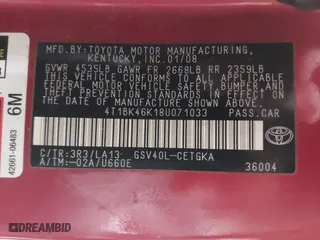 MFD.BY:TOYOTA MOTOR MANUFACTURING,
KENTUCKY,INC.01/08
GVWR 4535LB GAWR FR 2668LB RR 2359LB
THIS VEHICLE CONFORMS TO ALL APPLICABLE
FEDERAL MOTOR VEHICLE SAFETY, BUMPER, AND
THEFT PREVENTION STANDARDS IN EFFECT ON
THE DATE OF MANUFACTURE SHOWN ABOVE.
4T1BK46K18U071033 PASS.CAR
C/TR:3R3/LA13 GSV40L-CETGKA
A/TM:-02A/U660E
36004
42661-06483 6M